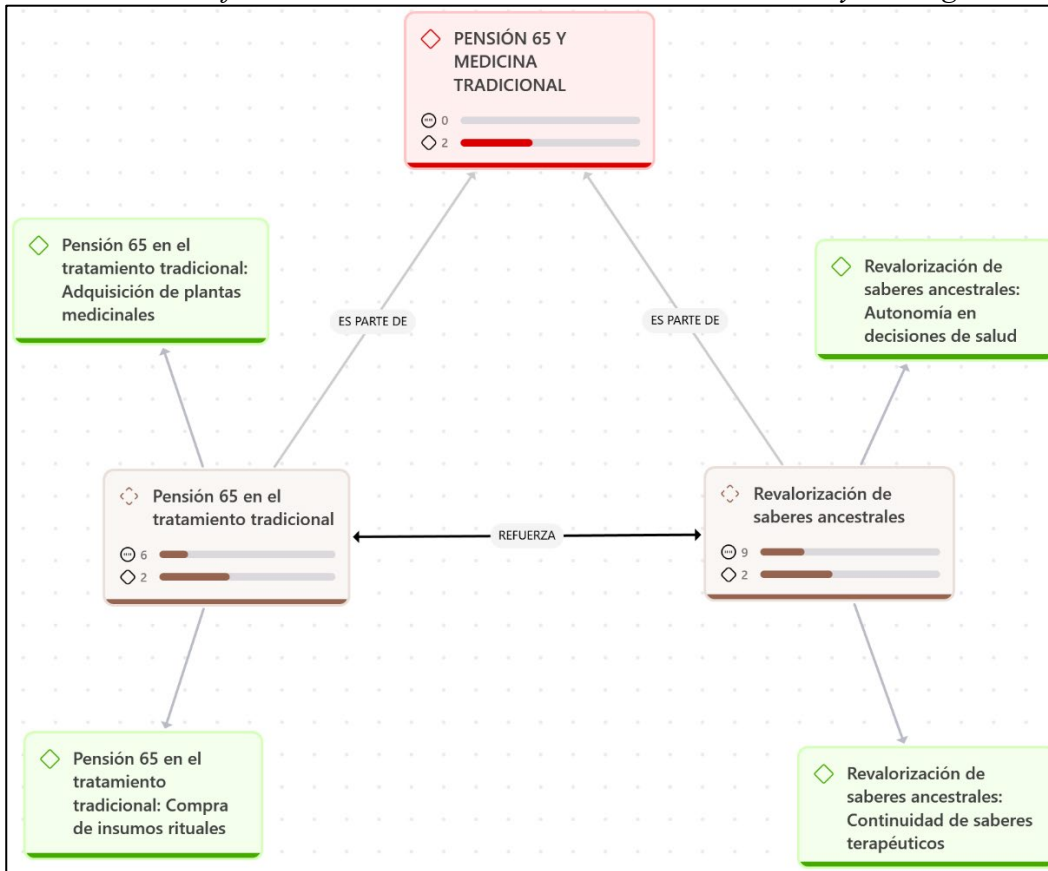 PENSIÓN 65 Y
MEDICINA
TRADICIONAL
0
2
Pensión 65 en el
tratamiento tradicional:
Adquisición de plantas
medicinales
Revalorización de
saberes ancestrales:
Autonomía en
decisiones de salud
ES PARTE DE
ES PARTE DE
Pensión 65 en el
tratamiento tradicional
6
2
REFUERZA
Revalorización de
saberes ancestrales
9
2
Pensión 65 en el
tratamiento
tradicional: Compra
de insumos rituales
Revalorización de
saberes ancestrales:
Continuidad de saberes
terapéuticos